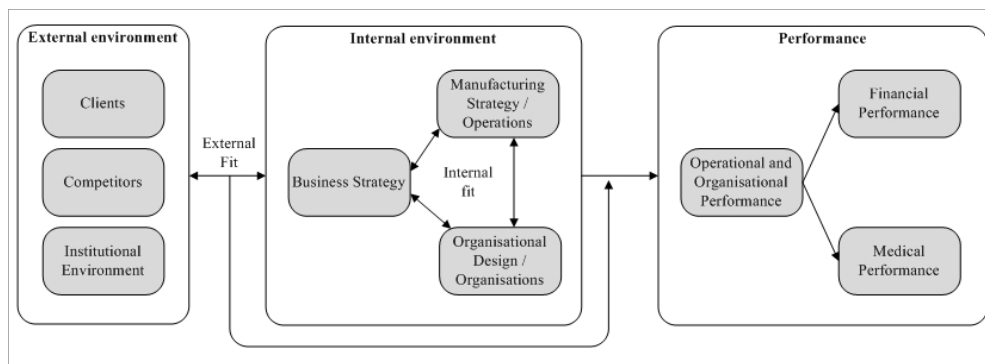 External environment
Clients
Competitors
Institutional
Environment
External
Fit
Internal environment
Manufacturing
Strategy /
Operations
Business Strategy
Internal
fit
Organisational
Design /
Organisations
Performance
Financial
Performance
Operational and
Organisational
Performance
Medical
Performance